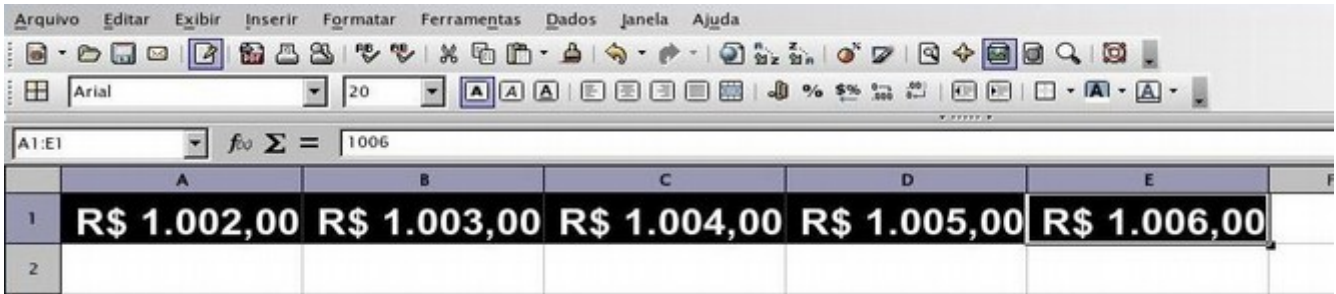 Arquivo Editar Exibir Inserir Formatar Ferramentas Dados Janela Ajuda
Arial 20
A1:E1 f(x) Σ = 1006
A B C D E F
1 R$ 1.002,00 R$ 1.003,00 R$ 1.004,00 R$ 1.005,00 R$ 1.006,00
2